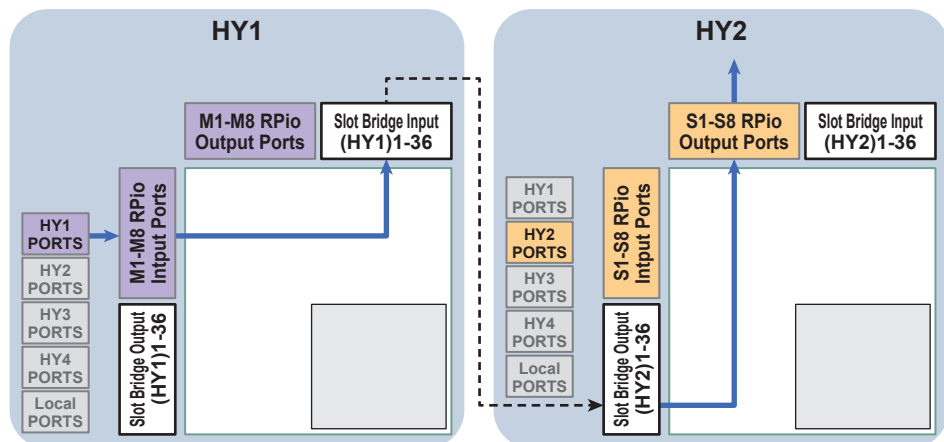 HY1
M1-M8 RPio
Output Ports
Slot Bridge Input
(HY1)1-36
M1-M8 RPio
Intput Ports
HY1
PORTS
HY2
PORTS
HY3
PORTS
HY4
PORTS
Local
PORTS
Slot Bridge Output
(HY1)1-36
HY2
S1-S8 RPio
Output Ports
Slot Bridge Input
(HY2)1-36
HY1
PORTS
HY2
PORTS
HY3
PORTS
HY4
PORTS
Local
PORTS
S1-S8 RPio
Intput Ports
Slot Bridge Output
(HY2)1-36